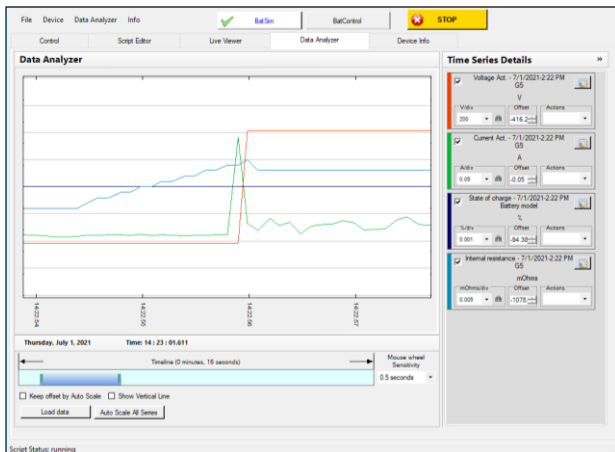 File Device Data Analyzer Info
BatSim
BatControl
STOP
Control Script Editor Live Viewer Data Analyzer Device Info
Data Analyzer
14:22:54
14:22:55
14:22:56
14:22:57
Thursday, July 1, 2021 Time: 14 : 23 : 01.611
Timeline (0 minutes, 16 seconds)
Mouse wheel
Sensitivity
0.5 seconds
Keep offset by Auto Scale Show Vertical Line
Load data Auto Scale All Series
Time Series Details »
Voltage Act. - 7/1/2021-2:22 PM
G5
V
V/div Offset Actions
200 -416.2
Current Act. - 7/1/2021-2:22 PM
G5
A
A/div Offset Actions
0.05 -0.05
State of charge - 7/1/2021-2:22 PM
Battery model
%
%/div Offset Actions
0.001 -84.38
Internal resistance - 7/1/2021-2:22 PM
G5
mOhms
mOhms/div Offset Actions
0.005 -1078.
Script Status: running